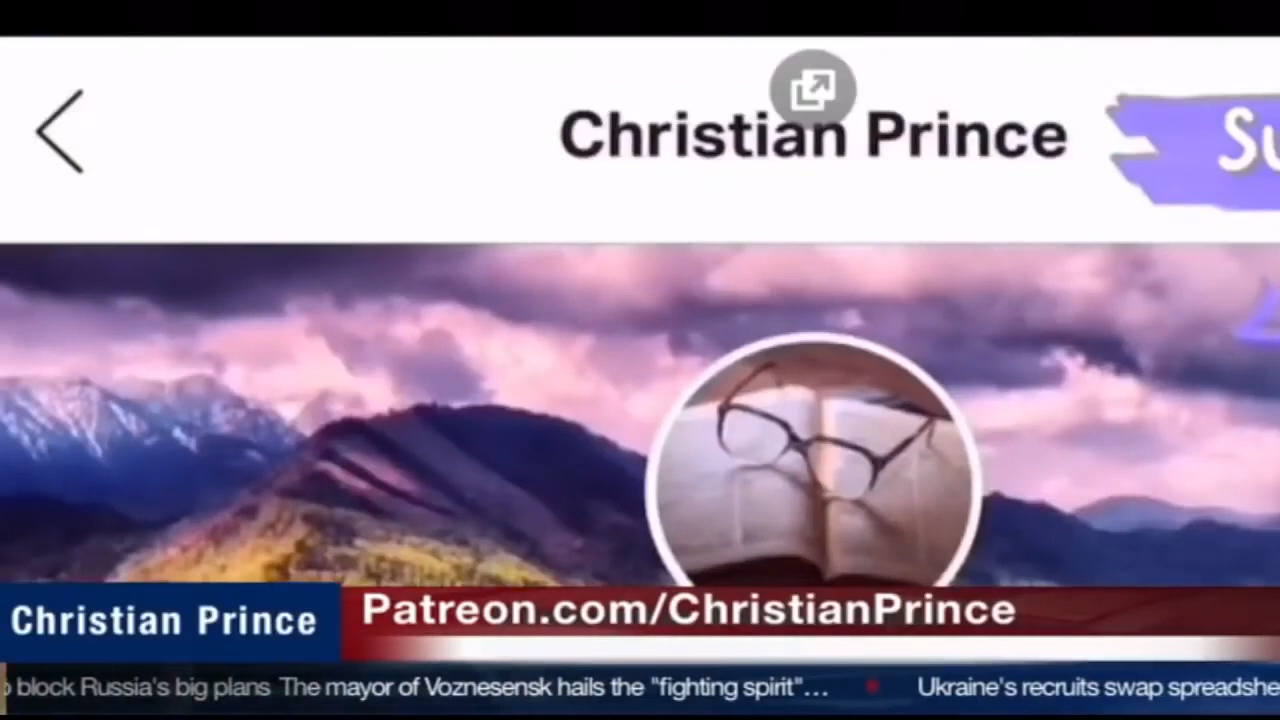 Christian Prince
Su
Patreon.com/ChristianPrince
Christian Prince
block Russia's big plans The mayor of Voznesensk hails the "fighting spirit"... Ukraine's recruits swap spreadshe